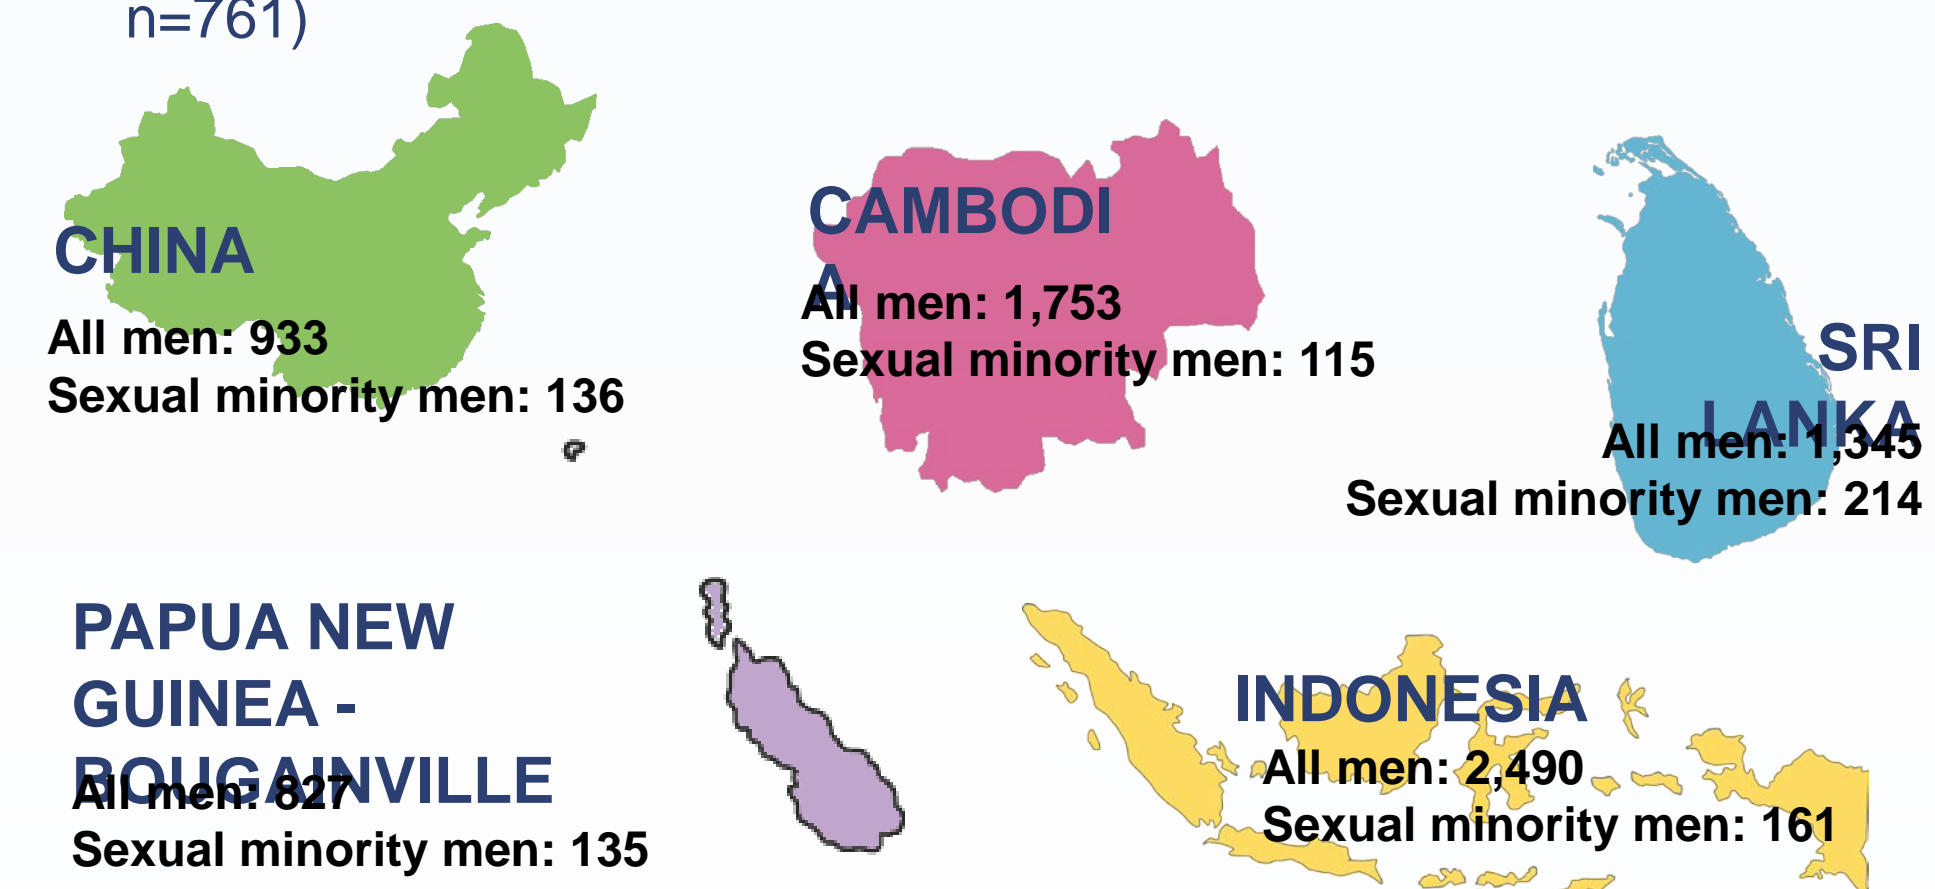 n=761)
CHINA
All men: 933
Sexual minority men: 136
CAMBODI
A
All men: 1,753
Sexual minority men: 115
SRI
LANKA
All men: 1,345
Sexual minority men: 214
PAPUA NEW
GUINEA -
BOUGAINVILLE
All men: 827
Sexual minority men: 135
INDONESIA
All men: 2,490
Sexual minority men: 161